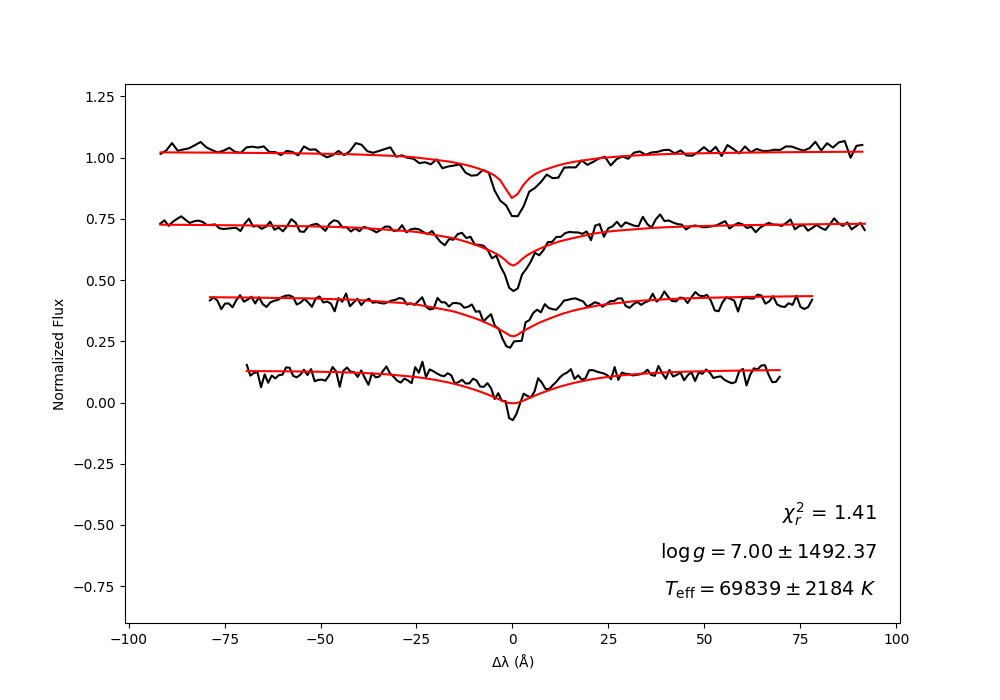 1.25
1.00
0.75
0.50
0.25
0.00
−0.25
−0.50
−0.75
Normalized Flux
χ²ᵣ = 1.41
log g = 7.00 ± 1492.37
T_eff = 69839 ± 2184 K
−100 −75 −50 −25 0 25 50 75 100
Δλ (Å)